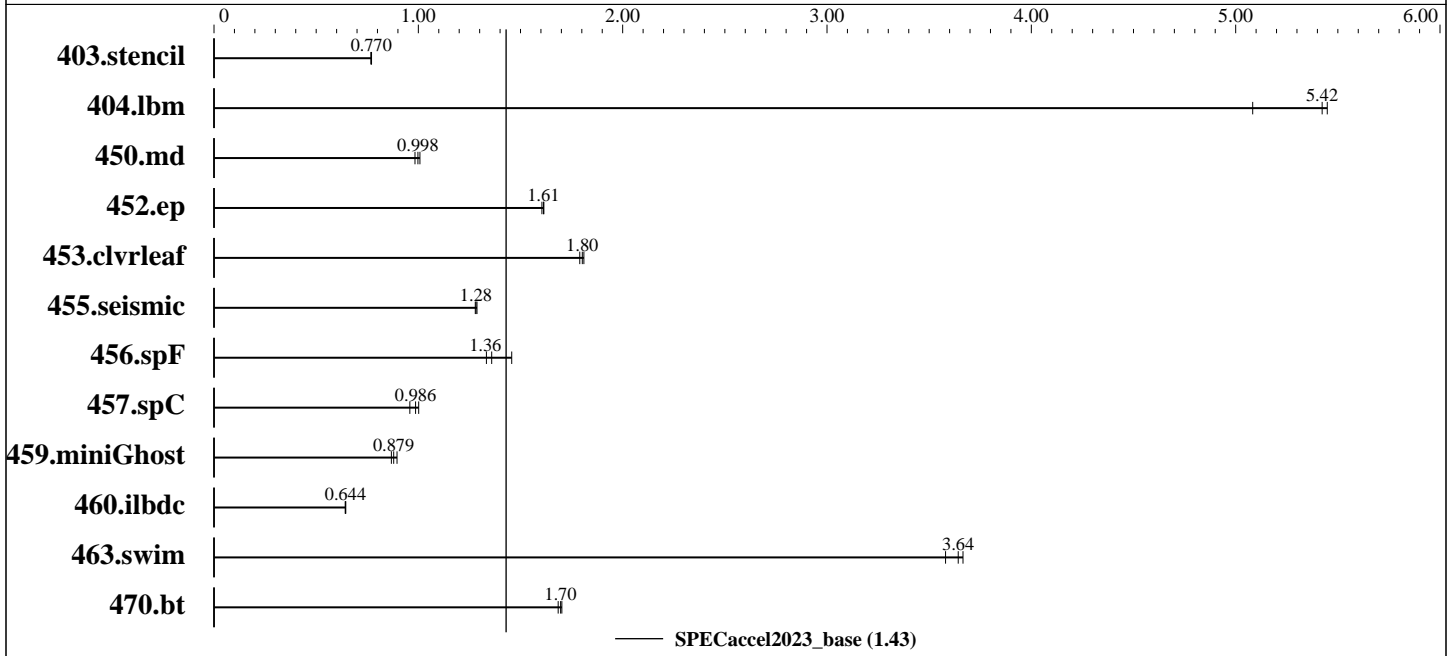 0 1.00 2.00 3.00 4.00 5.00 6.00
403.stencil 0.770
404.lbm 5.42
450.md 0.998
452.ep 1.61
453.clvrleaf 1.80
455.seismic 1.28
456.spF 1.36
457.spC 0.986
459.miniGhost 0.879
460.ilbdc 0.644
463.swim 3.64
470.bt 1.70
SPECaccel2023_base (1.43)